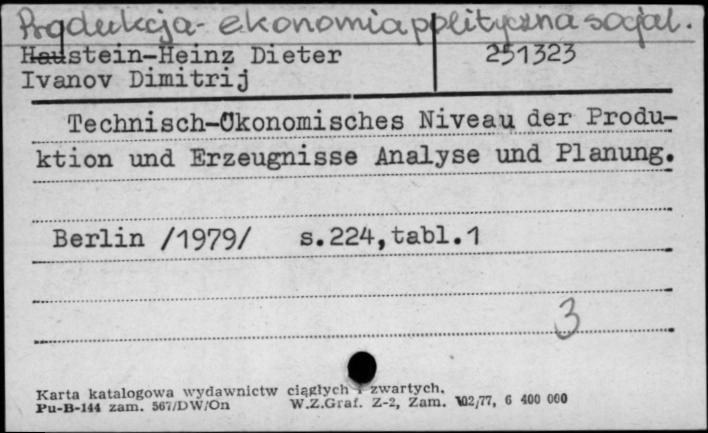 Produkcja - ekonomia polityczna socjal.
Haustein-Heinz Dieter 251323
Ivanov Dimitrij
Technisch-Ökonomisches Niveau der Produ-
ktion und Erzeugnisse Analyse und Planung.
Berlin /1979/ s.224,tabl.1
3
Karta katalogowa wydawnictw ciągłych i zwartych.
Pu-B-144 zam. 567/DW/On W.Z.Graf. Z-2, Zam. 102/77, 6 400 000